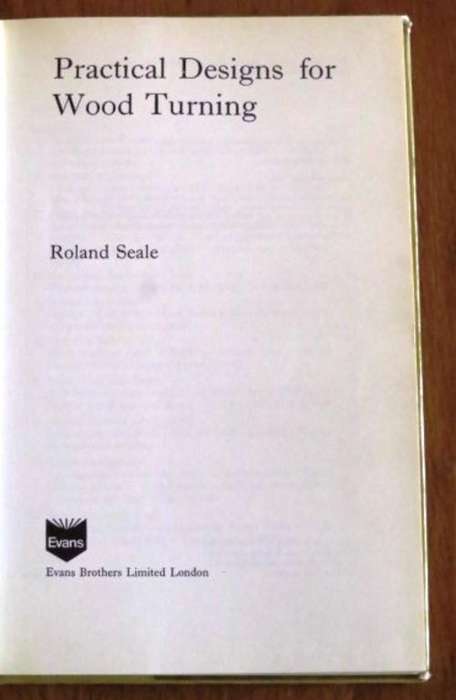 Practical Designs for
Wood Turning
Roland Seale
Evans
Evans Brothers Limited London